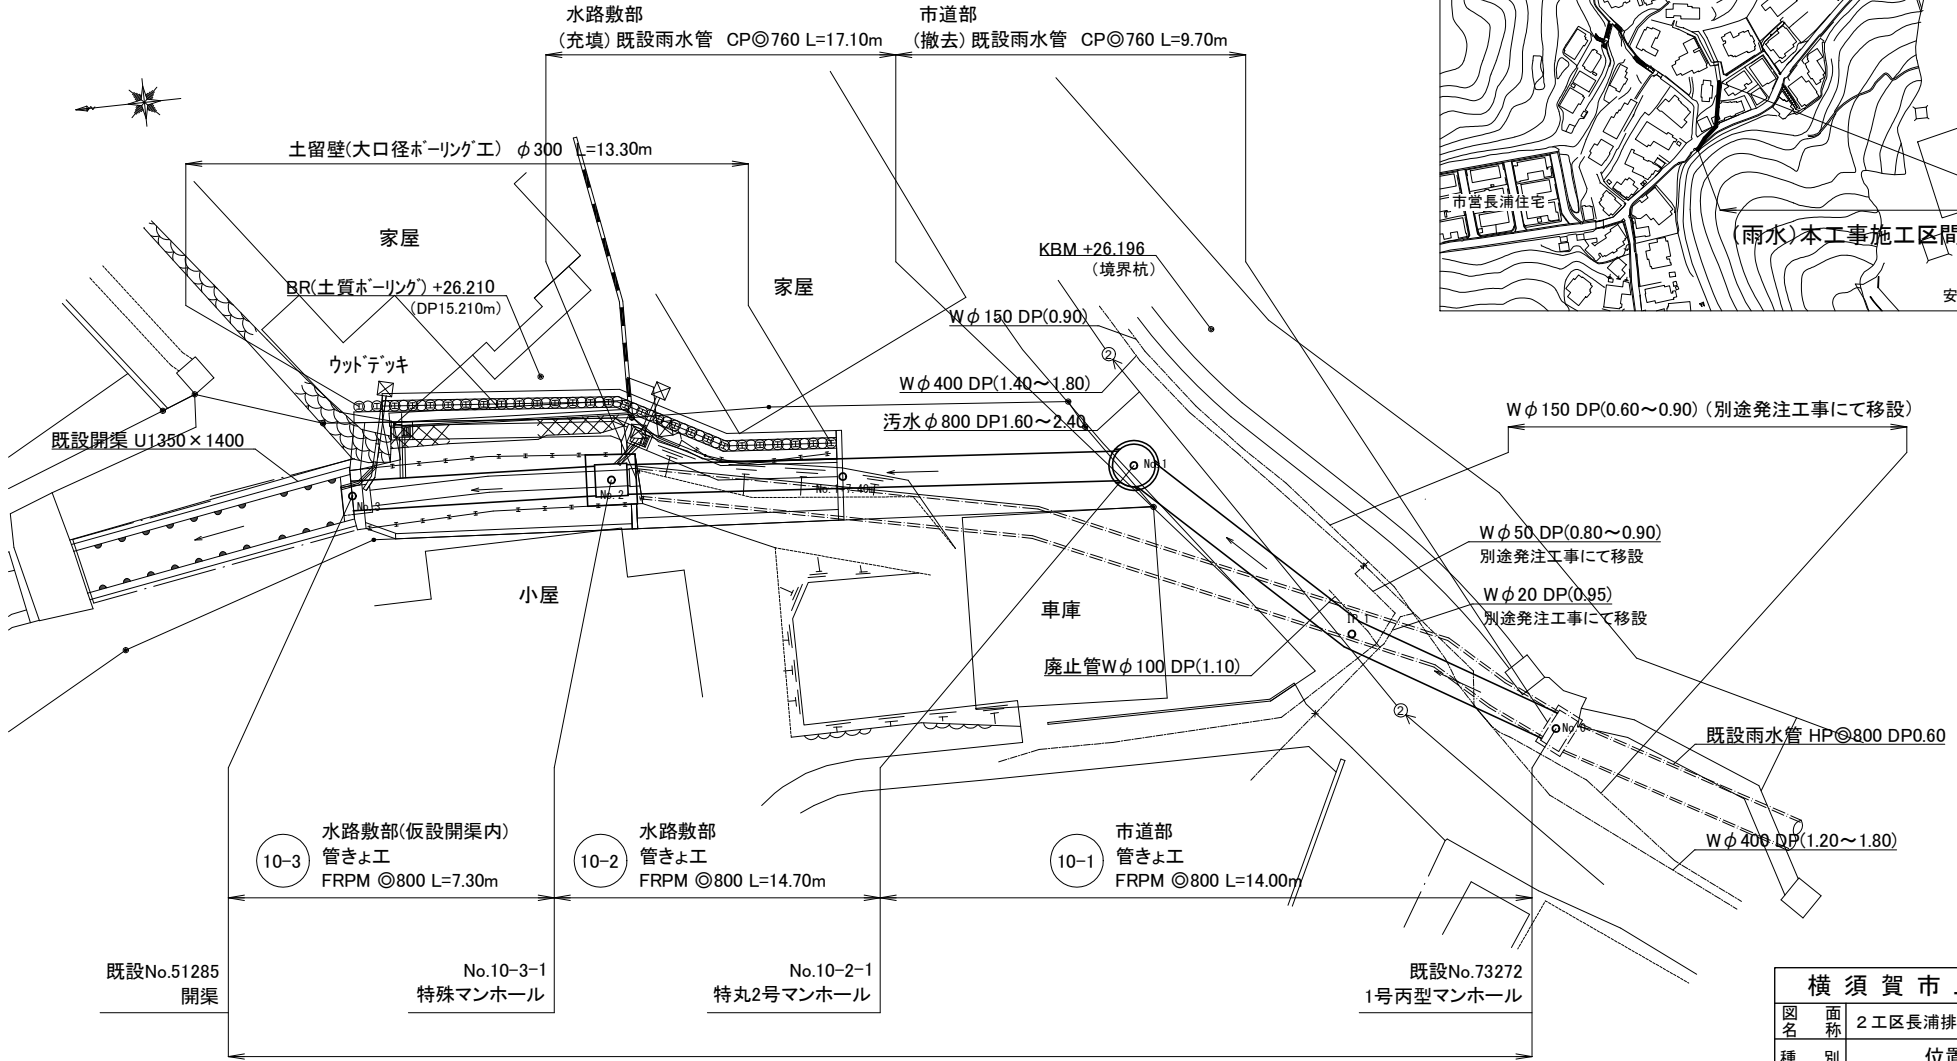 水路敷部
(充填) 既設雨水管 CP◎760 L=17.10m
市道部
(撤去) 既設雨水管 CP◎760 L=9.70m
土留壁(大口径ボーリング工) φ300 L=13.30m
家屋
家屋
BR(土質ボーリング) +26.210
(DP15.210m)
ウッドデッキ
既設開渠 U1350×1400
KBM +26.196
(境界杭)
Wφ150 DP(0.90)
Wφ400 DP(1.40～1.80)
汚水φ800 DP1.60～2.40
②
市営長浦住宅
(雨水)本工事施工区間
安
Wφ150 DP(0.60～0.90) (別途発注工事にて移設)
Wφ50 DP(0.80～0.90)
別途発注工事にて移設
Wφ20 DP(0.95)
別途発注工事にて移設
No.1
No.2
No.3
IP.1
No.0
小屋
車庫
廃止管Wφ100 DP(1.10)
②
既設雨水管 HP◎800 DP0.60
Wφ400 DP(1.20～1.80)
10-3
水路敷部(仮設開渠内)
管きょ工
FRPM ◎800 L=7.30m
10-2
水路敷部
管きょ工
FRPM ◎800 L=14.70m
10-1
市道部
管きょ工
FRPM ◎800 L=14.00m
既設No.51285
開渠
No.10-3-1
特殊マンホール
No.10-2-1
特丸2号マンホール
既設No.73272
1号丙型マンホール
横須賀市
図面名称
2工区長浦排
種別
位置